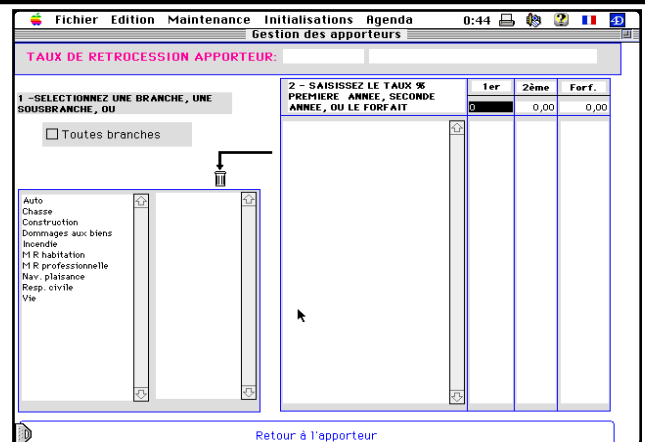 Fichier Edition Maintenance Initialisations Agenda 0:44
Gestion des apporteurs
TAUX DE RETROCESSION APPORTEUR:
1 -SELECTIONNEZ UNE BRANCHE, UNE
SOUSBRANCHE, OU
Toutes branches
2 - SAISISSEZ LE TAUX %
PREMIERE ANNEE, SECONDE
ANNEE, OU LE FORFAIT
1er 2ème Forf.
0 0,00 0,00
Auto
Chasse
Construction
Dommages aux biens
Incendie
M R habitation
M R professionnelle
Nav. plaisance
Resp. civile
Vie
Retour à l'apporteur